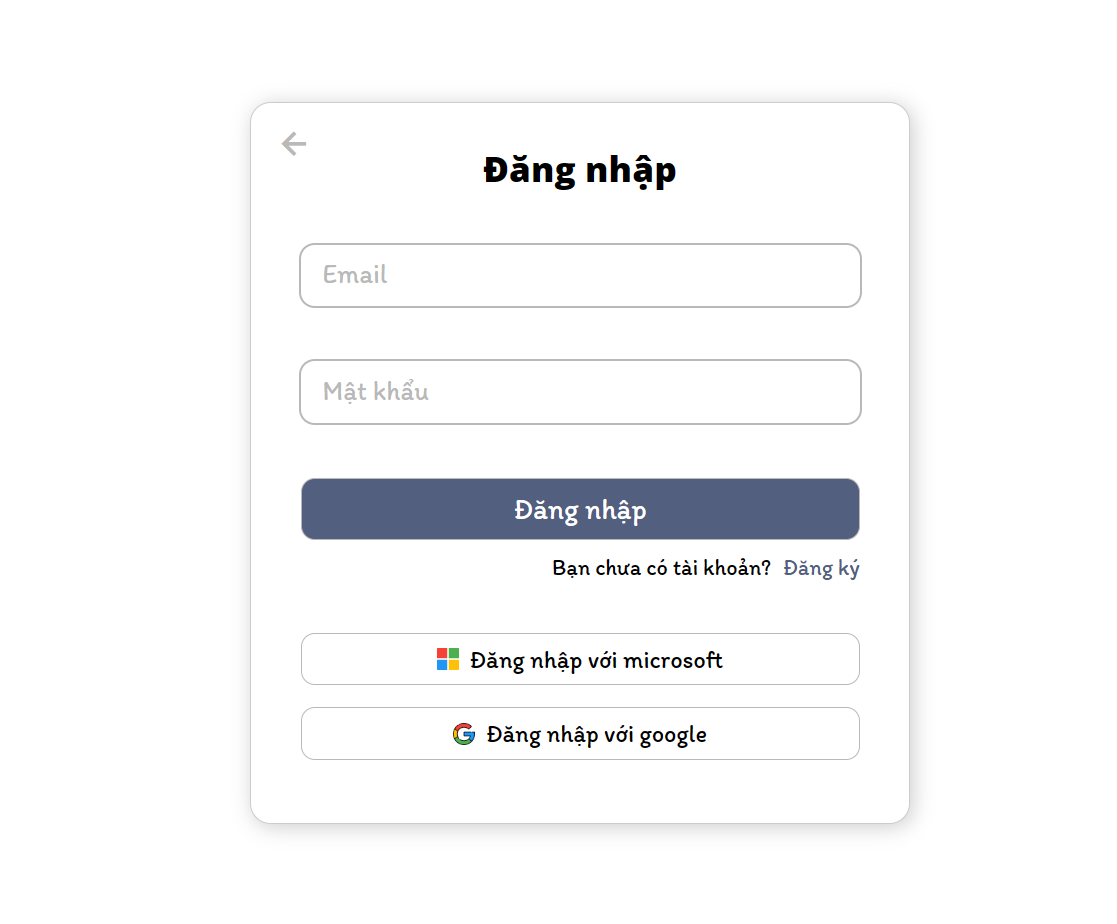 Đăng nhập
Email
Mật khẩu
Đăng nhập
Bạn chưa có tài khoản? Đăng ký
Đăng nhập với microsoft
Đăng nhập với google